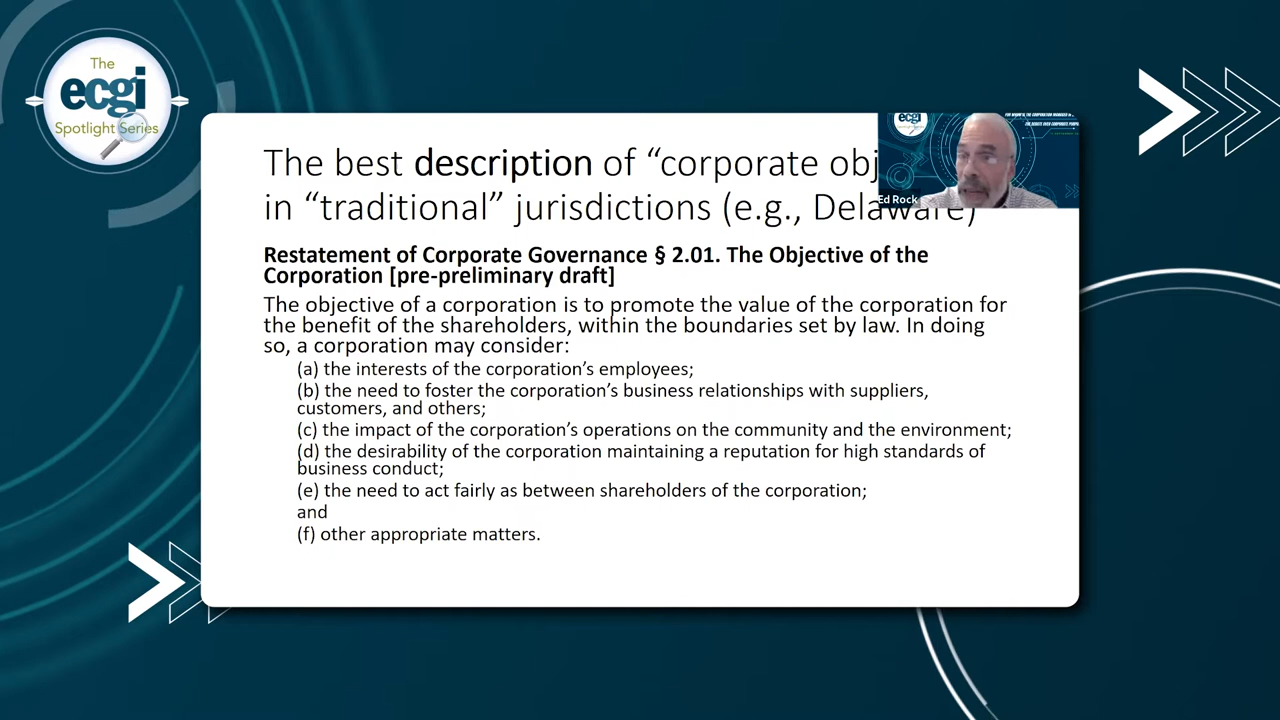 The
ecgi
Spotlight Series
The best description of “corporate obj
in “traditional” jurisdictions (e.g., Delaware)
ecgi
Ed Rock
Restatement of Corporate Governance § 2.01. The Objective of the
Corporation [pre-preliminary draft]
The objective of a corporation is to promote the value of the corporation for
the benefit of the shareholders, within the boundaries set by law. In doing
so, a corporation may consider:
(a) the interests of the corporation’s employees;
(b) the need to foster the corporation’s business relationships with suppliers,
customers, and others;
(c) the impact of the corporation’s operations on the community and the environment;
(d) the desirability of the corporation maintaining a reputation for high standards of
business conduct;
(e) the need to act fairly as between shareholders of the corporation;
and
(f) other appropriate matters.